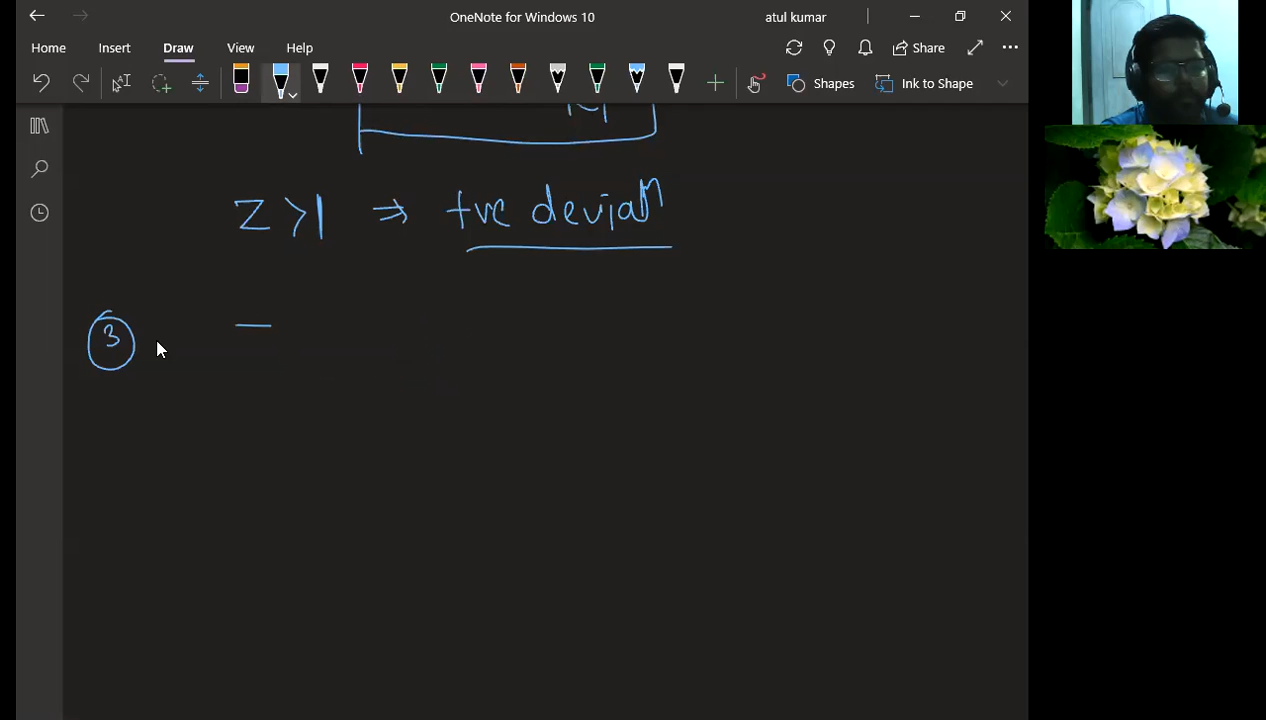 OneNote for Windows 10
atul kumar
Home Insert Draw View Help
Share
Shapes
Ink to Shape
Z >1 ⇒ +ve deviaⁿ
3 —